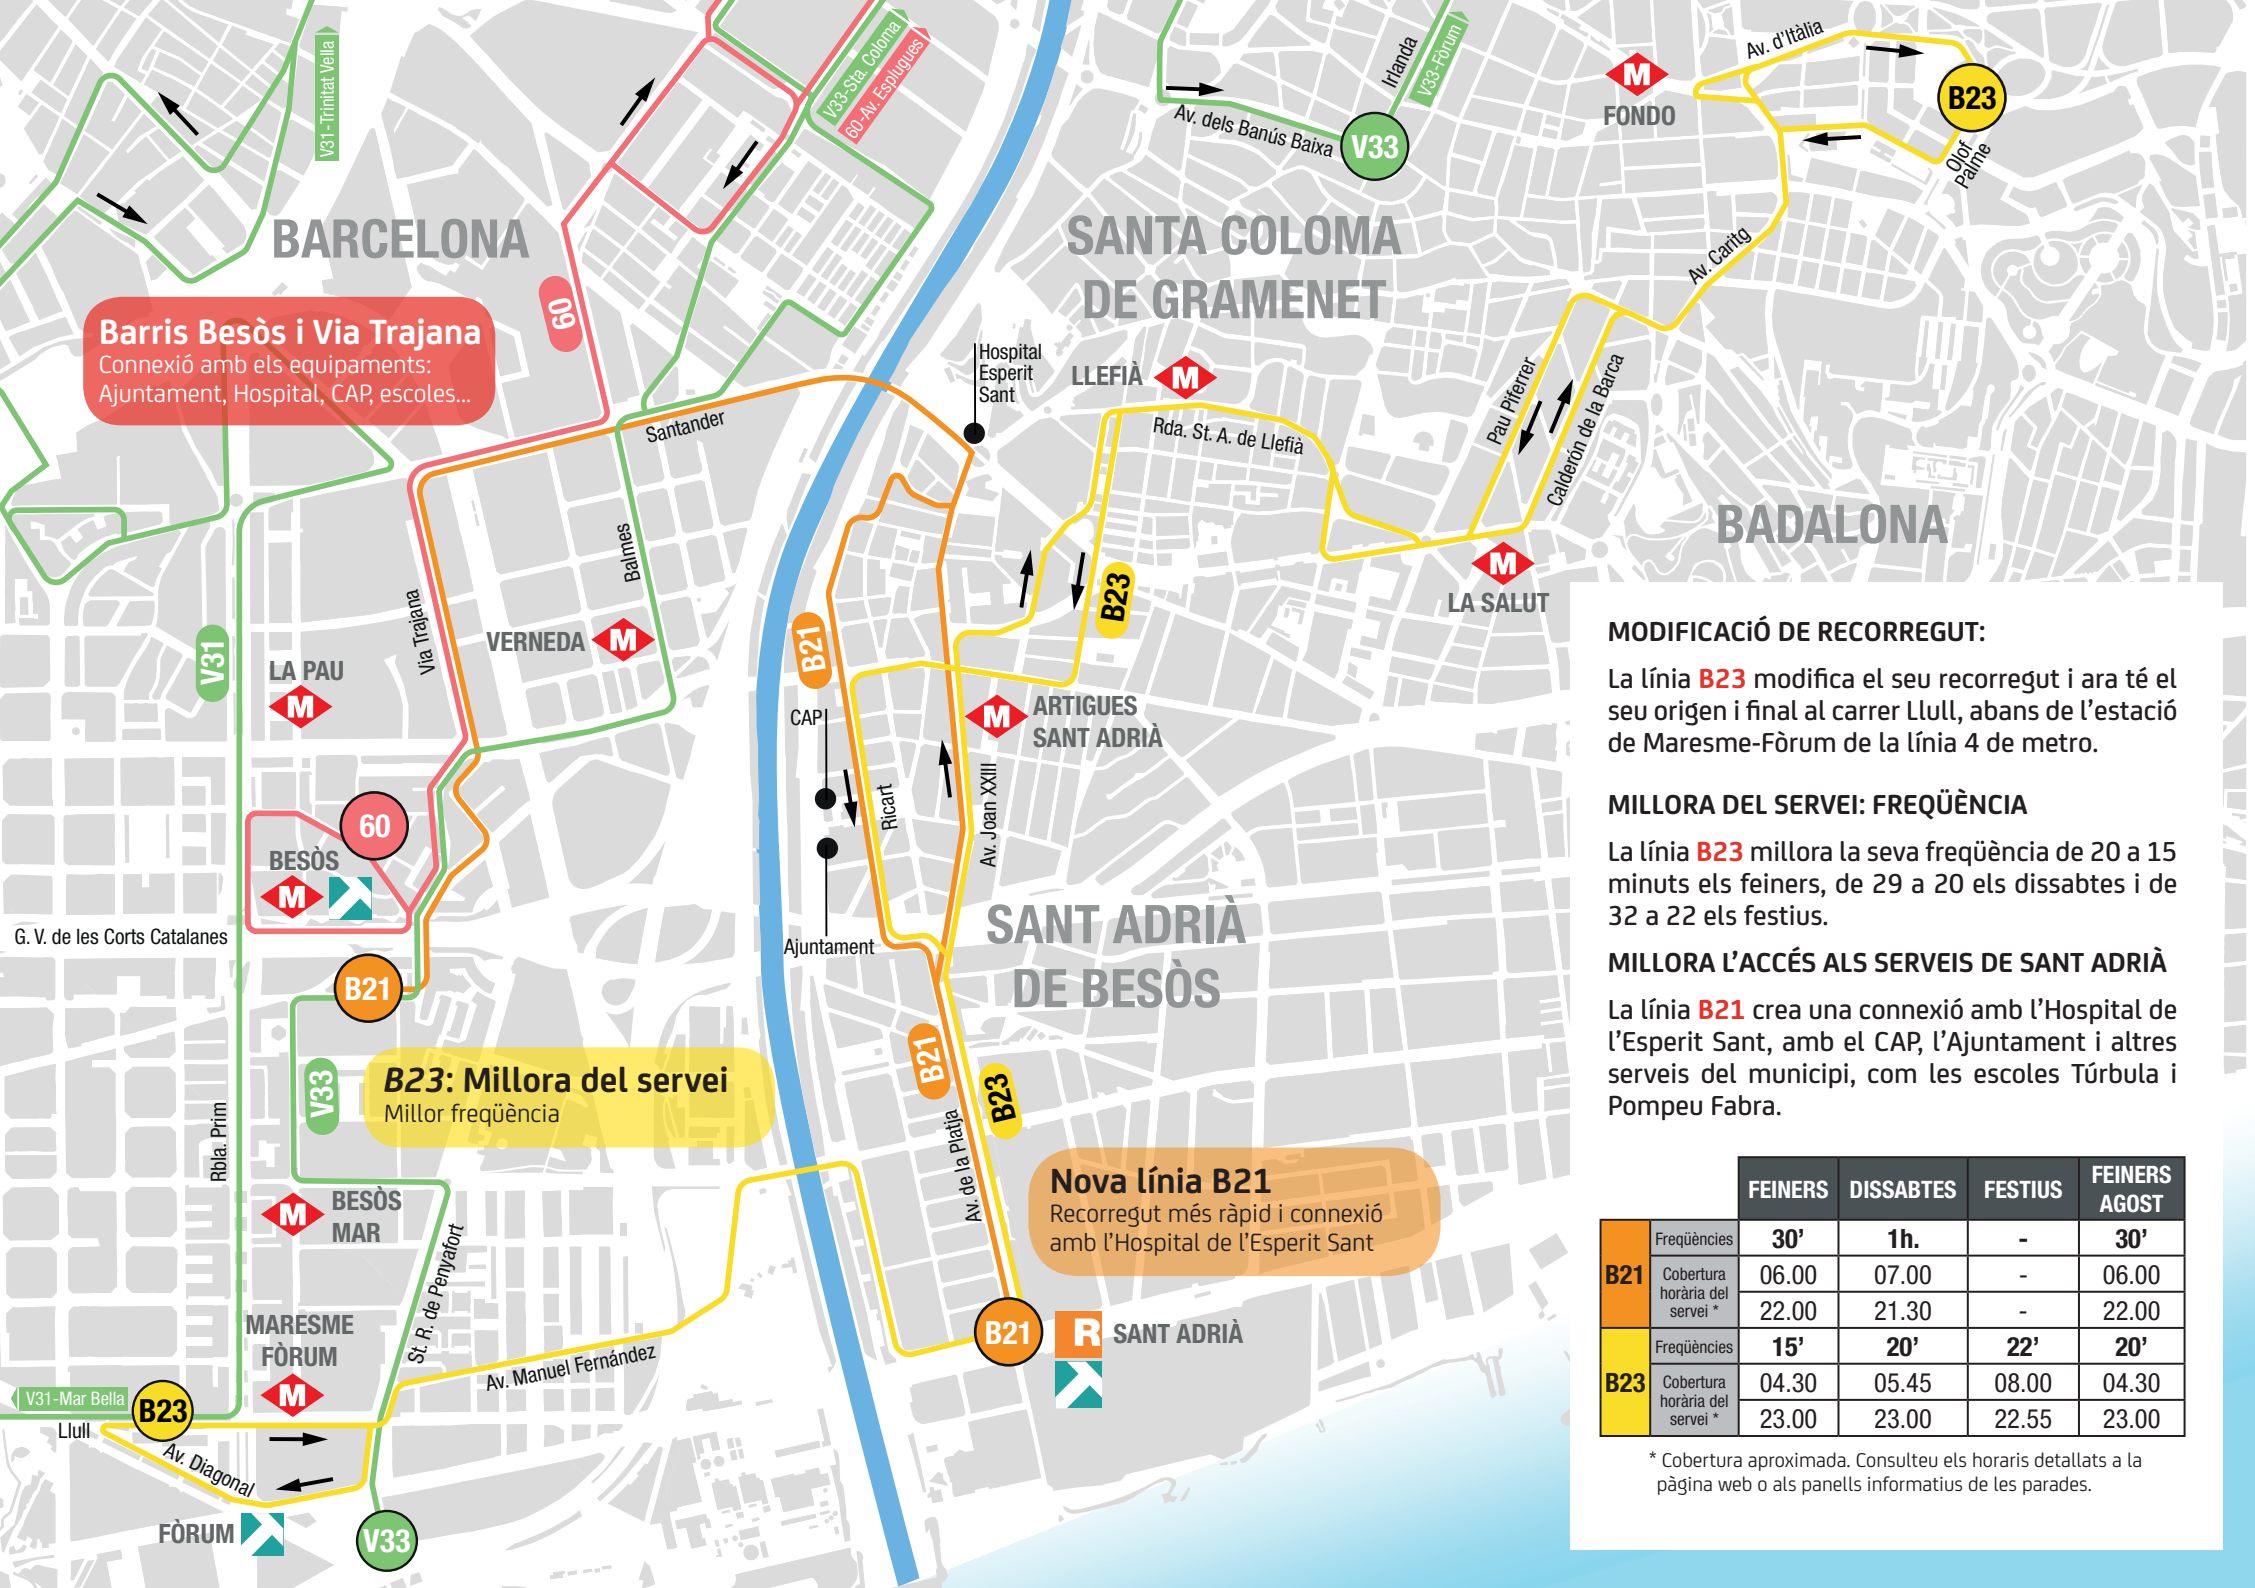 V31-Trinitat Vella
V33-Sta. Coloma
60-Av. Esplugues
Irlanda
V33-Fòrum
Av. dels Banús Baixa
V33
M
FONDO
Av. d'Itàlia
B23
Olof
Palme
BARCELONA
SANTA COLOMA
DE GRAMENET
Av. Caritg
60
Barris Besòs i Via Trajana
Connexió amb els equipaments:
Ajuntament, Hospital, CAP, escoles...
Hospital
Esperit
Sant
LLEFIÀ
M
Rda. St. A. de Llefià
Pau Piferrer
Calderón de la Barca
Santander
Balmes
BADALONA
M
LA SALUT
B23
Via Trajana
VERNEDA
M
V31
LA PAU
M
B21
CAP
M
ARTIGUES
SANT ADRIÀ
Ricart
Av. Joan XXIII
60
BESÒS
M
G. V. de les Corts Catalanes
Ajuntament
SANT ADRIÀ
DE BESÒS
B21
V33
B23: Millora del servei
Millor freqüència
B21
B23
Av. de la Platja
Rbla. Prim
M
BESÒS
MAR
St. R. de Penyafort
Nova línia B21
Recorregut més ràpid i connexió
amb l'Hospital de l'Esperit Sant
B21
R
SANT ADRIÀ
MARESME
FÒRUM
M
Av. Manuel Fernández
V31-Mar Bella
B23
Llull
Av. Diagonal
FÒRUM
V33
MODIFICACiÓ DE RECORREGUT:
La línia B23 modifica el seu recorregut i ara té el
seu origen i final al carrer Llull, abans de l'estació
de Maresme-Fòrum de la línia 4 de metro.
MILLORA DEL SERVEI: FREQÜÈNCIA
La línia B23 millora la seva freqüència de 20 a 15
minuts els feiners, de 29 a 20 els dissabtes i de
32 a 22 els festius.
MILLORA L'ACCÉS ALS SERVEIS DE SANT ADRIÀ
La línia B21 crea una connexió amb l'Hospital de
l'Esperit Sant, amb el CAP, l'Ajuntament i altres
serveis del municipi, com les escoles Túrbula i
Pompeu Fabra.
FEINERS DISSABTES FESTIUS FEINERS
AGOST
B21 Freqüències 30' 1h. - 30'
Cobertura horària del servei * 06.00 07.00 - 06.00
22.00 21.30 - 22.00
B23 Freqüències 15' 20' 22' 20'
Cobertura horària del servei * 04.30 05.45 08.00 04.30
23.00 23.00 22.55 23.00
* Cobertura aproximada. Consulteu els horaris detallats a la
pàgina web o als panells informatius de les parades.